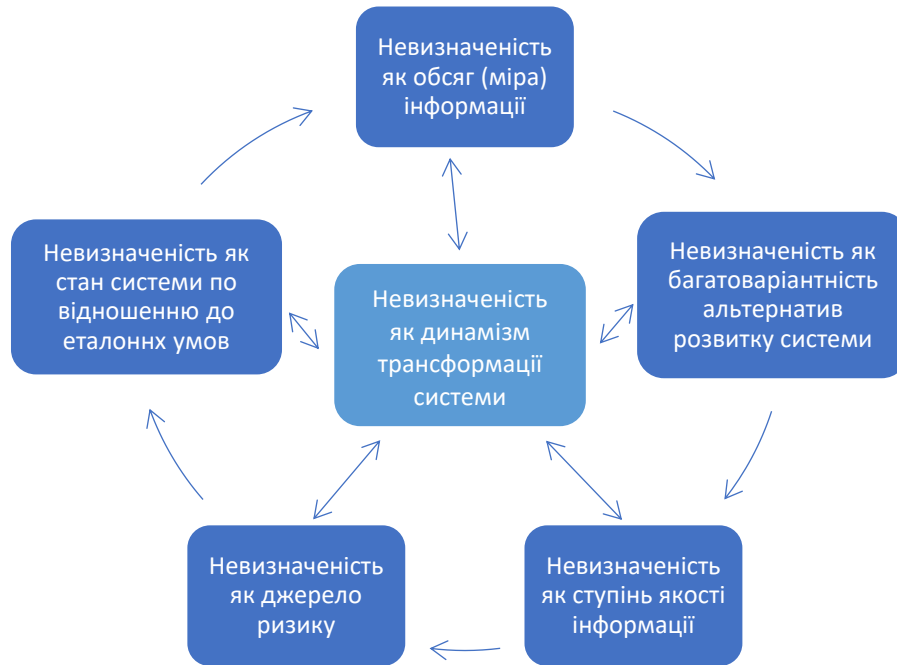 Невизначеність
як обсяг (міра)
інформації
Невизначеність як
стан системи по
відношенню до
еталоннх умов
Невизначеність
як динамізм
трансформації
системи
Невизначеність як
багатоваріантність
альтернатив
розвитку системи
Невизначеність
як джерело
ризику
Невизначеність
як ступінь якості
інформації